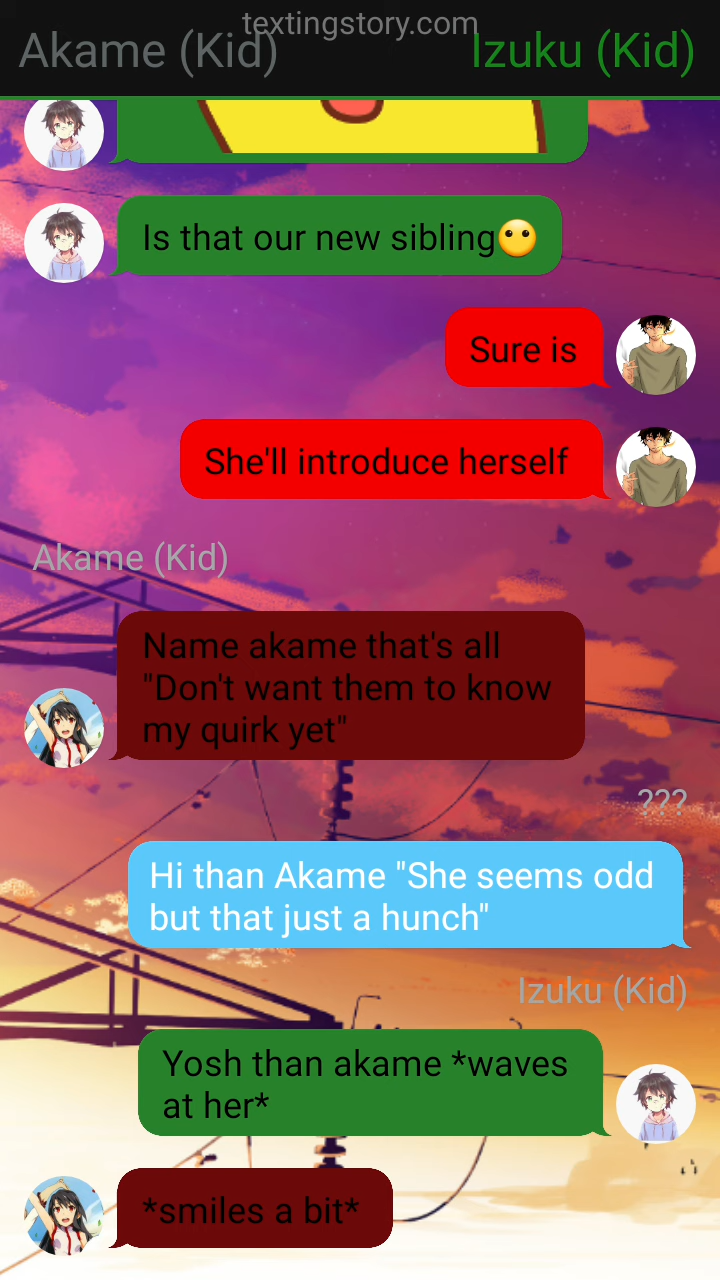 textingstory.com
Akame (Kid)
Izuku (Kid)
Is that our new sibling😶
Sure is
She'll introduce herself
Akame (Kid)
Name akame that's all
"Don't want them to know
my quirk yet"
???
Hi than Akame "She seems odd
but that just a hunch"
Izuku (Kid)
Yosh than akame *waves
at her*
*smiles a bit*